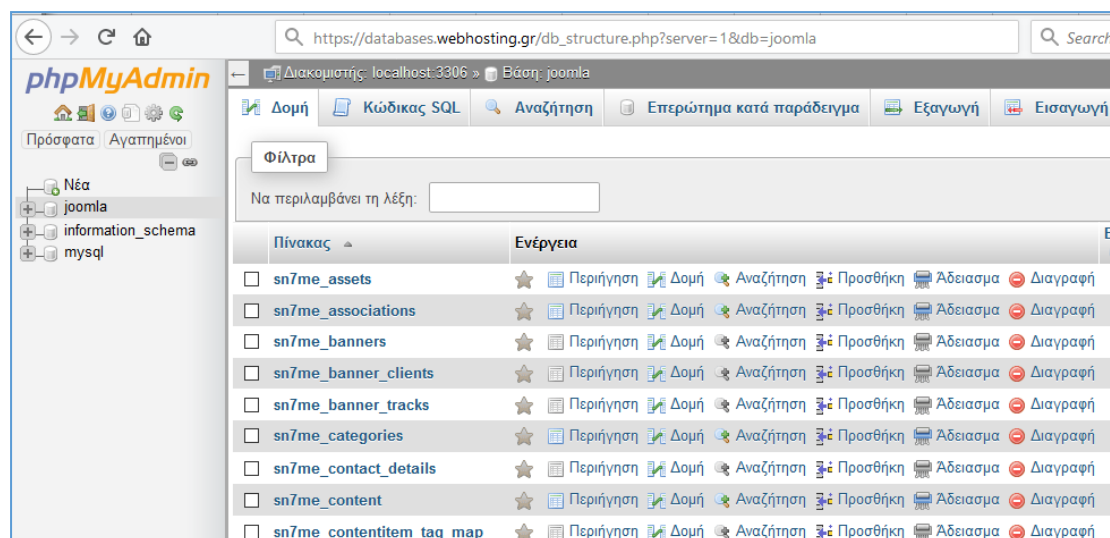 https://databases.webhosting.gr/db_structure.php?server=1&db=joomla
Search
phpMyAdmin
Πρόσφατα Αγαπημένοι
Νέα
joomla
information_schema
mysql
Διακομιστής: localhost:3306 » Βάση: joomla
Δομή Κώδικας SQL Αναζήτηση Επερώτημα κατά παράδειγμα Εξαγωγή Εισαγωγή
Φίλτρα
Να περιλαμβάνει τη λέξη:
Πίνακας Ενέργεια Ε
sn7me_assets Περιήγηση Δομή Αναζήτηση Προσθήκη Άδειασμα Διαγραφή
sn7me_associations Περιήγηση Δομή Αναζήτηση Προσθήκη Άδειασμα Διαγραφή
sn7me_banners Περιήγηση Δομή Αναζήτηση Προσθήκη Άδειασμα Διαγραφή
sn7me_banner_clients Περιήγηση Δομή Αναζήτηση Προσθήκη Άδειασμα Διαγραφή
sn7me_banner_tracks Περιήγηση Δομή Αναζήτηση Προσθήκη Άδειασμα Διαγραφή
sn7me_categories Περιήγηση Δομή Αναζήτηση Προσθήκη Άδειασμα Διαγραφή
sn7me_contact_details Περιήγηση Δομή Αναζήτηση Προσθήκη Άδειασμα Διαγραφή
sn7me_content Περιήγηση Δομή Αναζήτηση Προσθήκη Άδειασμα Διαγραφή
sn7me_contentitem_tag_map Περιήγηση Δομή Αναζήτηση Προσθήκη Άδειασμα Διαγραφή